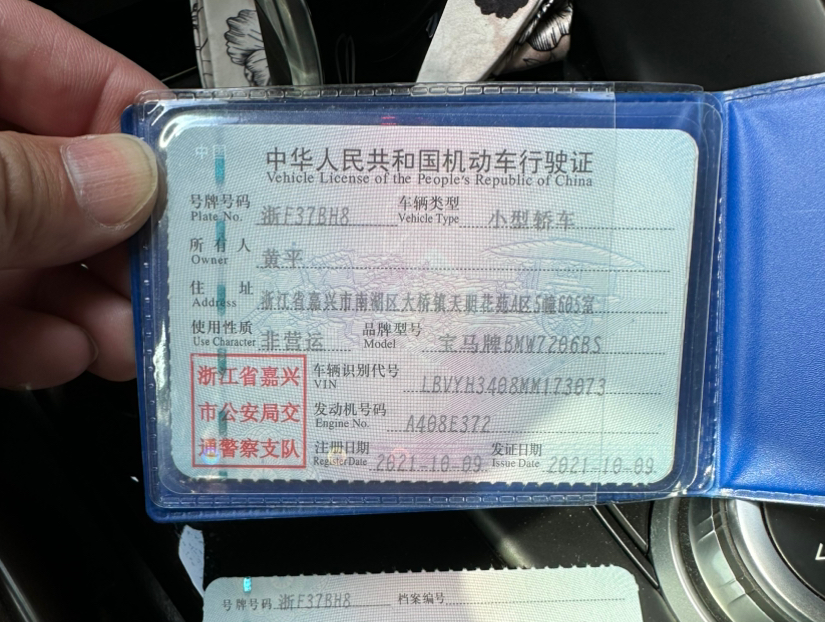 中国
中华人民共和国机动车行驶证
Vehicle License of the People's Republic of China
号牌号码 浙F37BH8 车辆类型 小型轿车
Plate No. Vehicle Type
所有人 黄平
Owner
住址 浙江省嘉兴市南湖区大桥镇天明花苑A区5幢605室
Address
使用性质 非营运 品牌型号 宝马牌BMW7206BS
Use Character Model
浙江省嘉兴
市公安局交
通警察支队
车辆识别代号 LBVYH3408MM173073
VIN
发动机号码 A408E372
Engine No.
注册日期 2021-10-09 发证日期 2021-10-09
Register Date Issue Date
号牌号码 浙F37BH8 档案编号